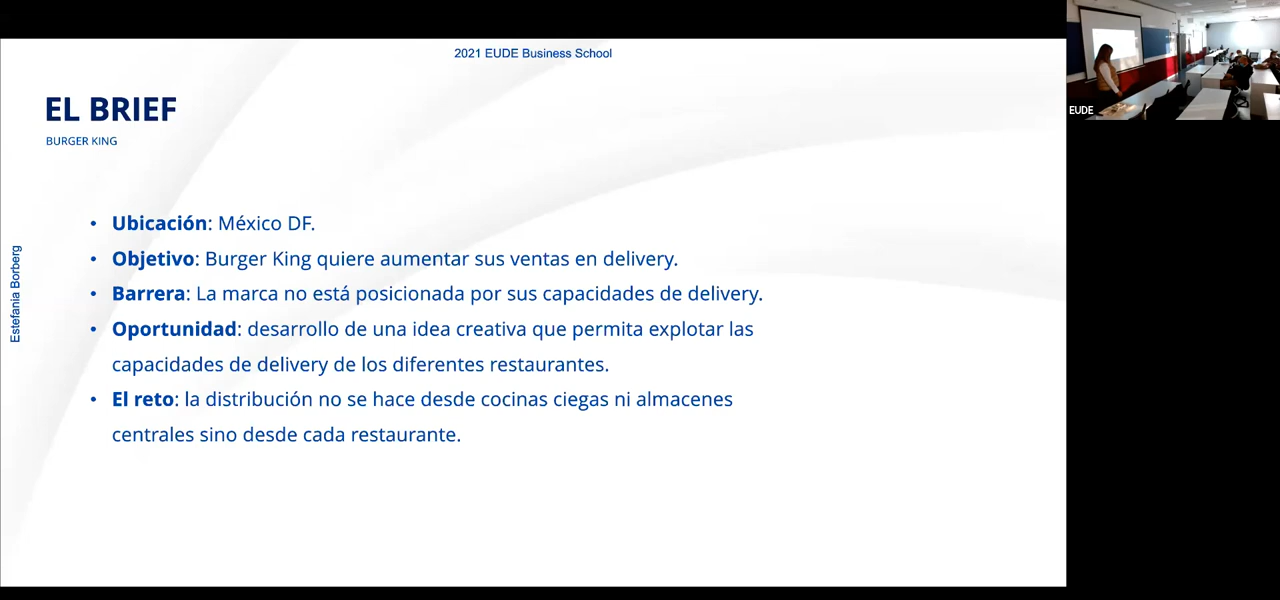 2021 EUDE Business School
EL BRIEF
BURGER KING
• Ubicación: México DF.
• Objetivo: Burger King quiere aumentar sus ventas en delivery.
• Barrera: La marca no está posicionada por sus capacidades de delivery.
• Oportunidad: desarrollo de una idea creativa que permita explotar las
capacidades de delivery de los diferentes restaurantes.
• El reto: la distribución no se hace desde cocinas ciegas ni almacenes
centrales sino desde cada restaurante.
Estefania Borberg
EUDE